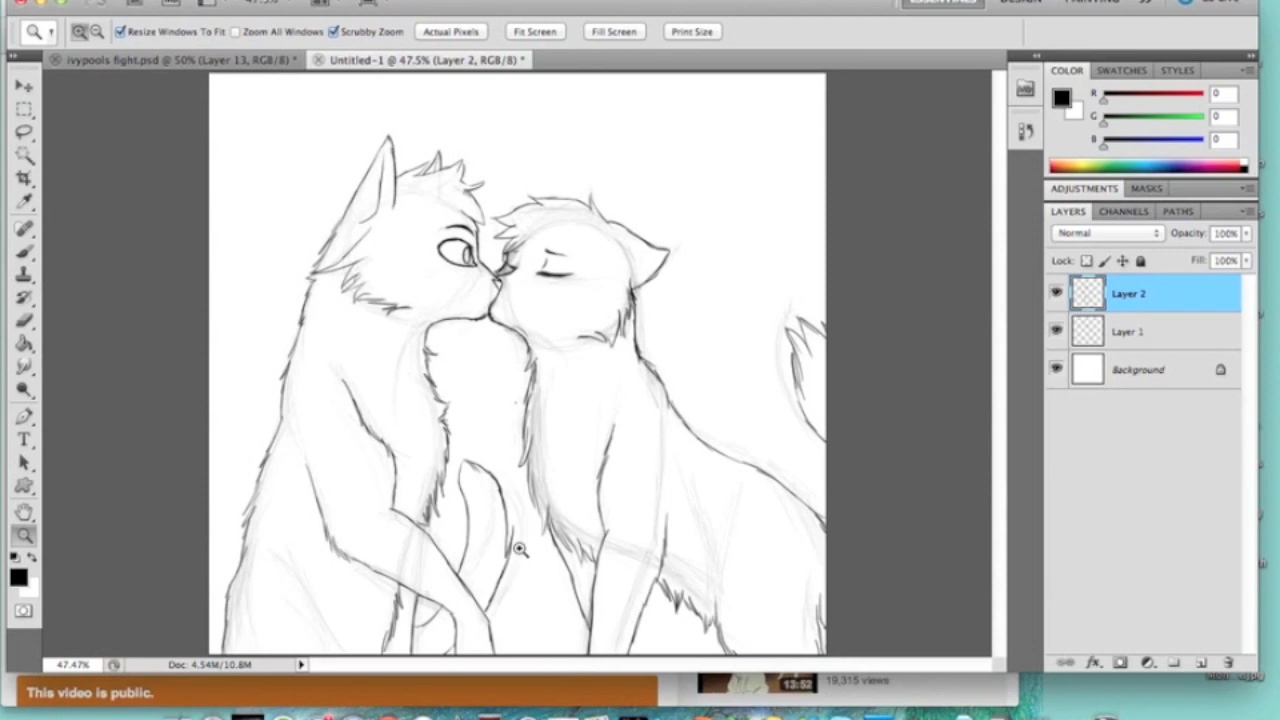 Resize Windows To Fit Zoom All Windows Scrubby Zoom Actual Pixels Fit Screen Fill Screen Print Size
ivypools fight.psd @ 50% (Layer 13, RGB/8) * Untitled-1 @ 47.5% (Layer 2, RGB/8) *
COLOR SWATCHES STYLES
R 0
G 0
B 0
ADJUSTMENTS MASKS
LAYERS CHANNELS PATHS
Normal Opacity: 100%
Lock: Fill: 100%
Layer 2
Layer 1
Background
47.47% Doc: 4.54M/10.8M
This video is public.
13:52
19,315 views